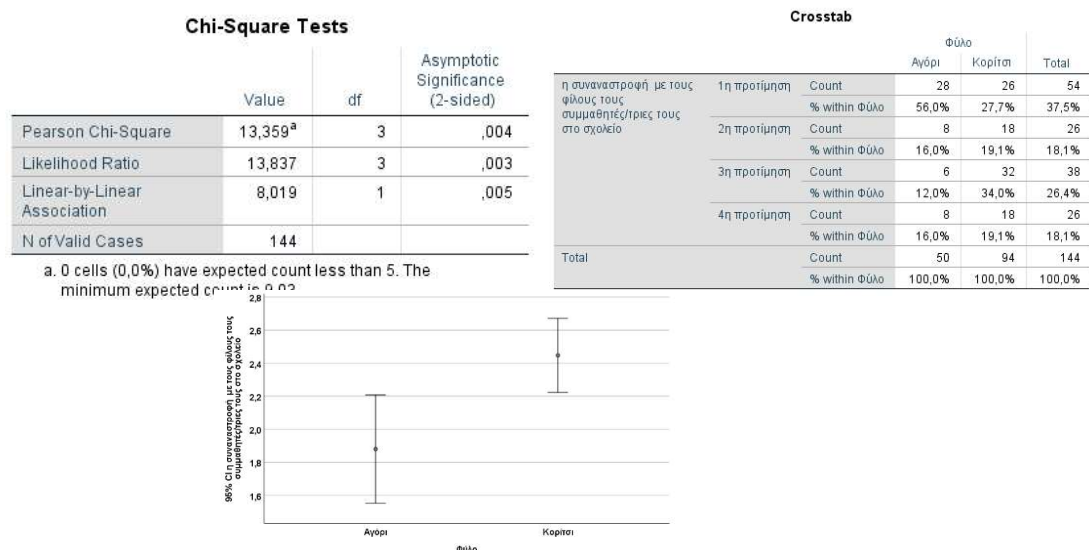 Chi-Square Tests
Value df Asymptotic Significance (2-sided)
Pearson Chi-Square 13,359ª 3 ,004
Likelihood Ratio 13,837 3 ,003
Linear-by-Linear Association 8,019 1 ,005
N of Valid Cases 144
a. 0 cells (0,0%) have expected count less than 5. The
minimum expected count is 9,03.
Crosstab
Φύλο
Αγόρι Κορίτσι Total
η συναναστροφή με τους φίλους τους συμμαθητές/τριες τους στο σχολείο 1η προτίμηση Count 28 26 54
% within Φύλο 56,0% 27,7% 37,5%
2η προτίμηση Count 8 18 26
% within Φύλο 16,0% 19,1% 18,1%
3η προτίμηση Count 6 32 38
% within Φύλο 12,0% 34,0% 26,4%
4η προτίμηση Count 8 18 26
% within Φύλο 16,0% 19,1% 18,1%
Total Count 50 94 144
% within Φύλο 100,0% 100,0% 100,0%
95% CI η συναναστροφή με τους φίλους τους
συμμαθητές/τριες τους στο σχολείο
2,8
2,6
2,4
2,2
2,0
1,8
1,6
Αγόρι Κορίτσι
Φύλο